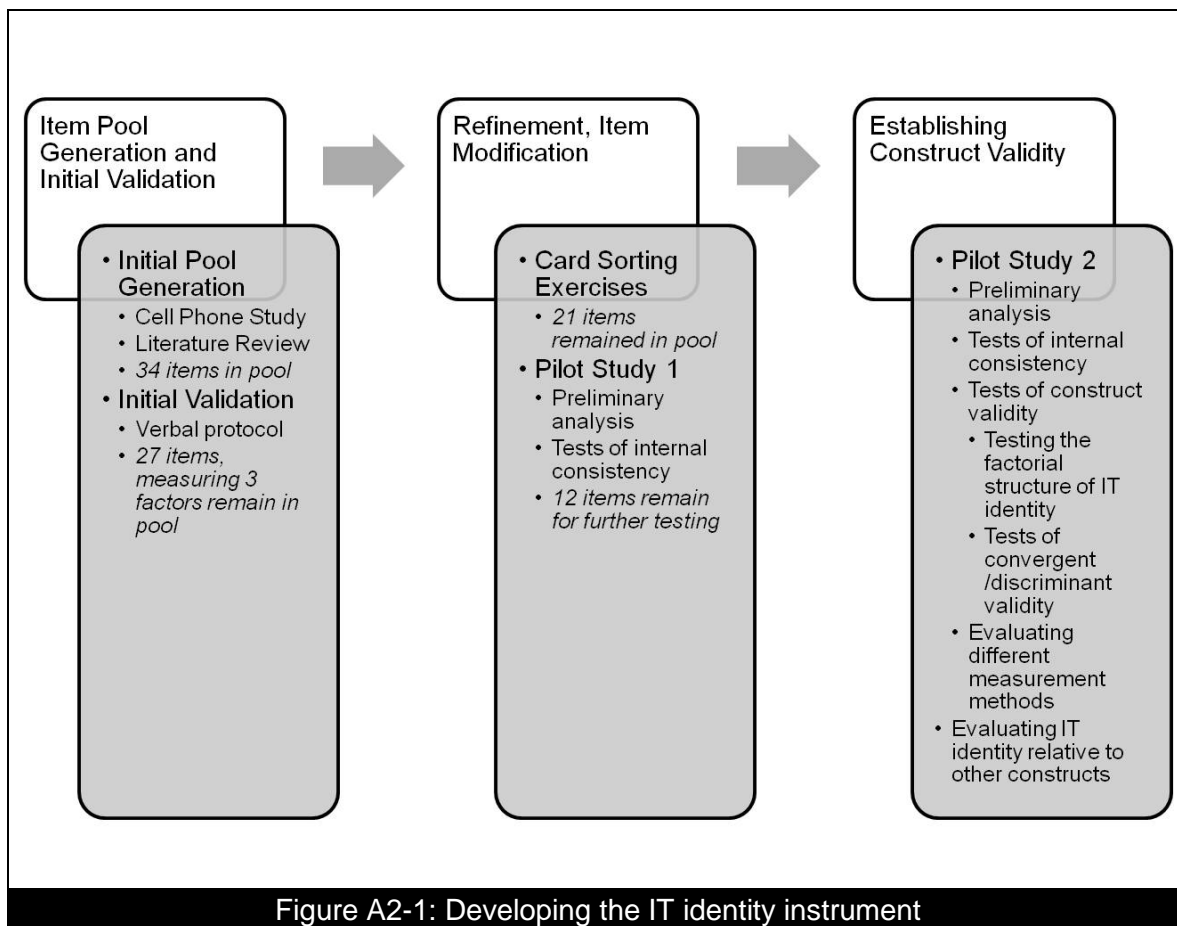 Item Pool
Generation and
Initial Validation
• Initial Pool
Generation
• Cell Phone Study
• Literature Review
• 34 items in pool
• Initial Validation
• Verbal protocol
• 27 items,
measuring 3
factors remain in
pool
Refinement, Item
Modification
• Card Sorting
Exercises
• 21 items
remained in pool
• Pilot Study 1
• Preliminary
analysis
• Tests of internal
consistency
• 12 items remain
for further testing
Establishing
Construct Validity
• Pilot Study 2
• Preliminary
analysis
• Tests of internal
consistency
• Tests of construct
validity
• Testing the
factorial
structure of IT
identity
• Tests of
convergent
/discriminant
validity
• Evaluating
different
measurement
methods
• Evaluating IT
identity relative to
other constructs
Figure A2-1: Developing the IT identity instrument